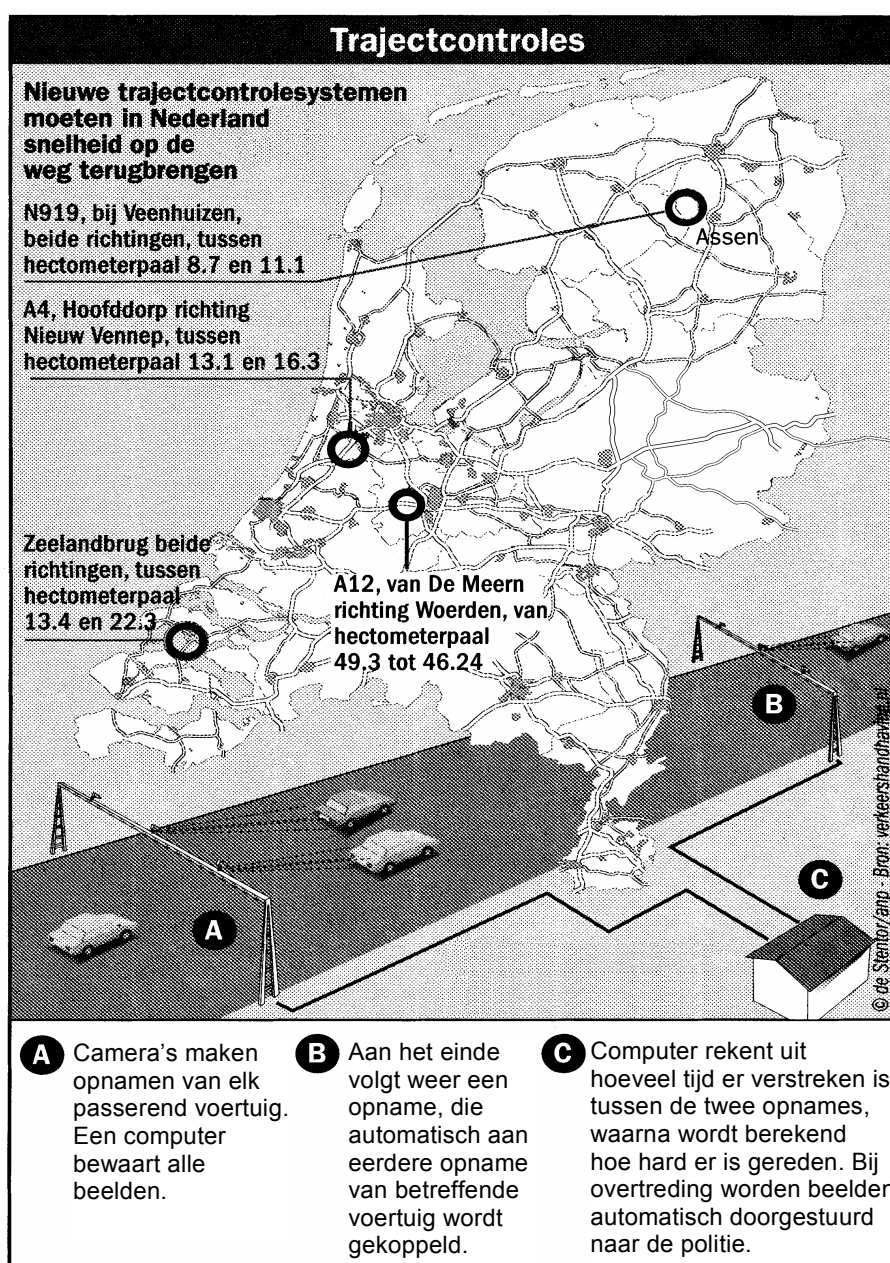 Trajectcontroles
Nieuwe trajectcontrolesystemen
moeten in Nederland
snelheid op de
weg terugbrengen
N919, bij Veenhuizen,
beide richtingen, tussen
hectometerpaal 8.7 en 11.1
Assen
A4, Hoofddorp richting
Nieuw Vennep, tussen
hectometerpaal 13.1 en 16.3
Zeelandbrug beide
richtingen, tussen
hectometerpaal
13.4 en 22.3
A12, van De Meern
richting Woerden, van
hectometerpaal
49,3 tot 46.24
B
A
C
© de Stentor/anp - Bron: verkeershandhaving.nl
A Camera's maken
opnamen van elk
passerend voertuig.
Een computer
bewaart alle
beelden.
B Aan het einde
volgt weer een
opname, die
automatisch aan
eerdere opname
van betreffende
voertuig wordt
gekoppeld.
C Computer rekent uit
hoeveel tijd er verstreken is
tussen de twee opnames,
waarna wordt berekend
hoe hard er is gereden. Bij
overtreding worden beelden
automatisch doorgestuurd
naar de politie.